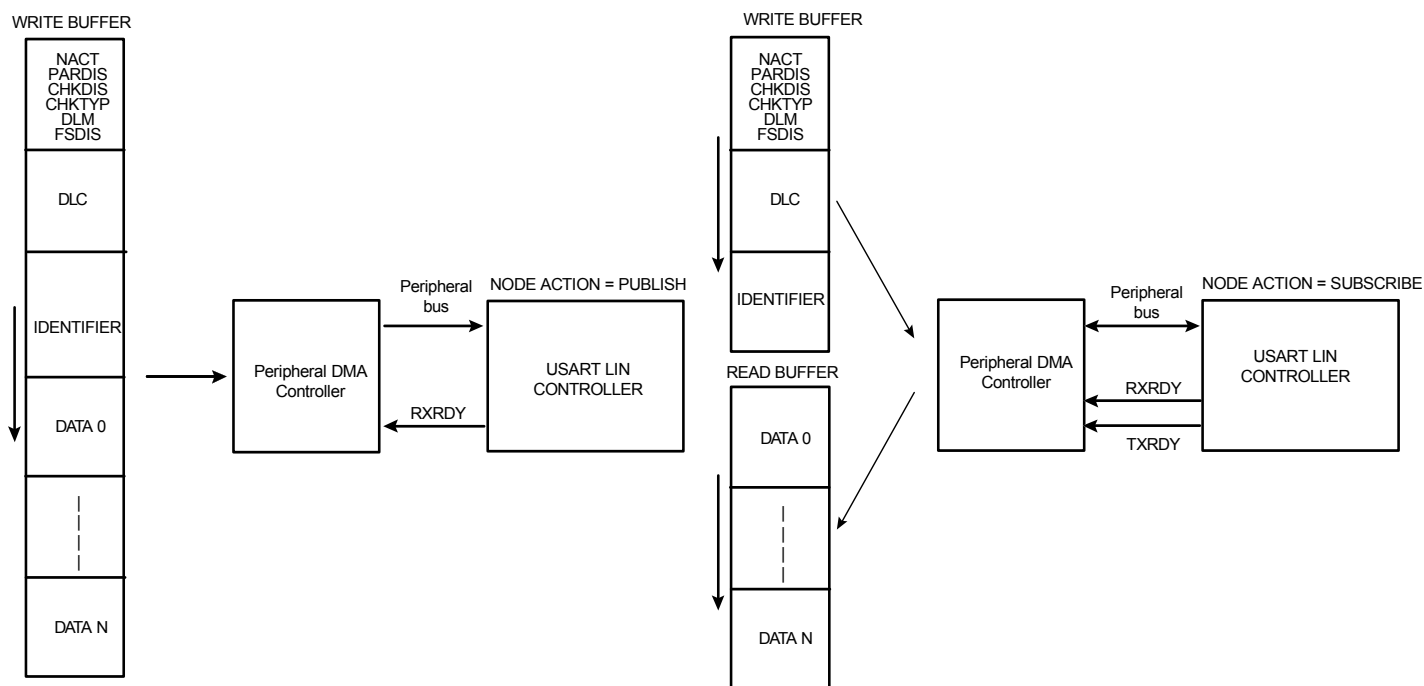 WRITE BUFFER
NACT
PARDIS
CHKDIS
CHKTYP
DLM
FSDIS
DLC
IDENTIFIER
DATA 0
DATA N
Peripheral DMA
Controller
Peripheral
bus
RXRDY
NODE ACTION = PUBLISH
USART LIN
CONTROLLER
WRITE BUFFER
NACT
PARDIS
CHKDIS
CHKTYP
DLM
FSDIS
DLC
IDENTIFIER
READ BUFFER
DATA 0
DATA N
Peripheral DMA
Controller
Peripheral
bus
RXRDY
TXRDY
NODE ACTION = SUBSCRIBE
USART LIN
CONTROLLER